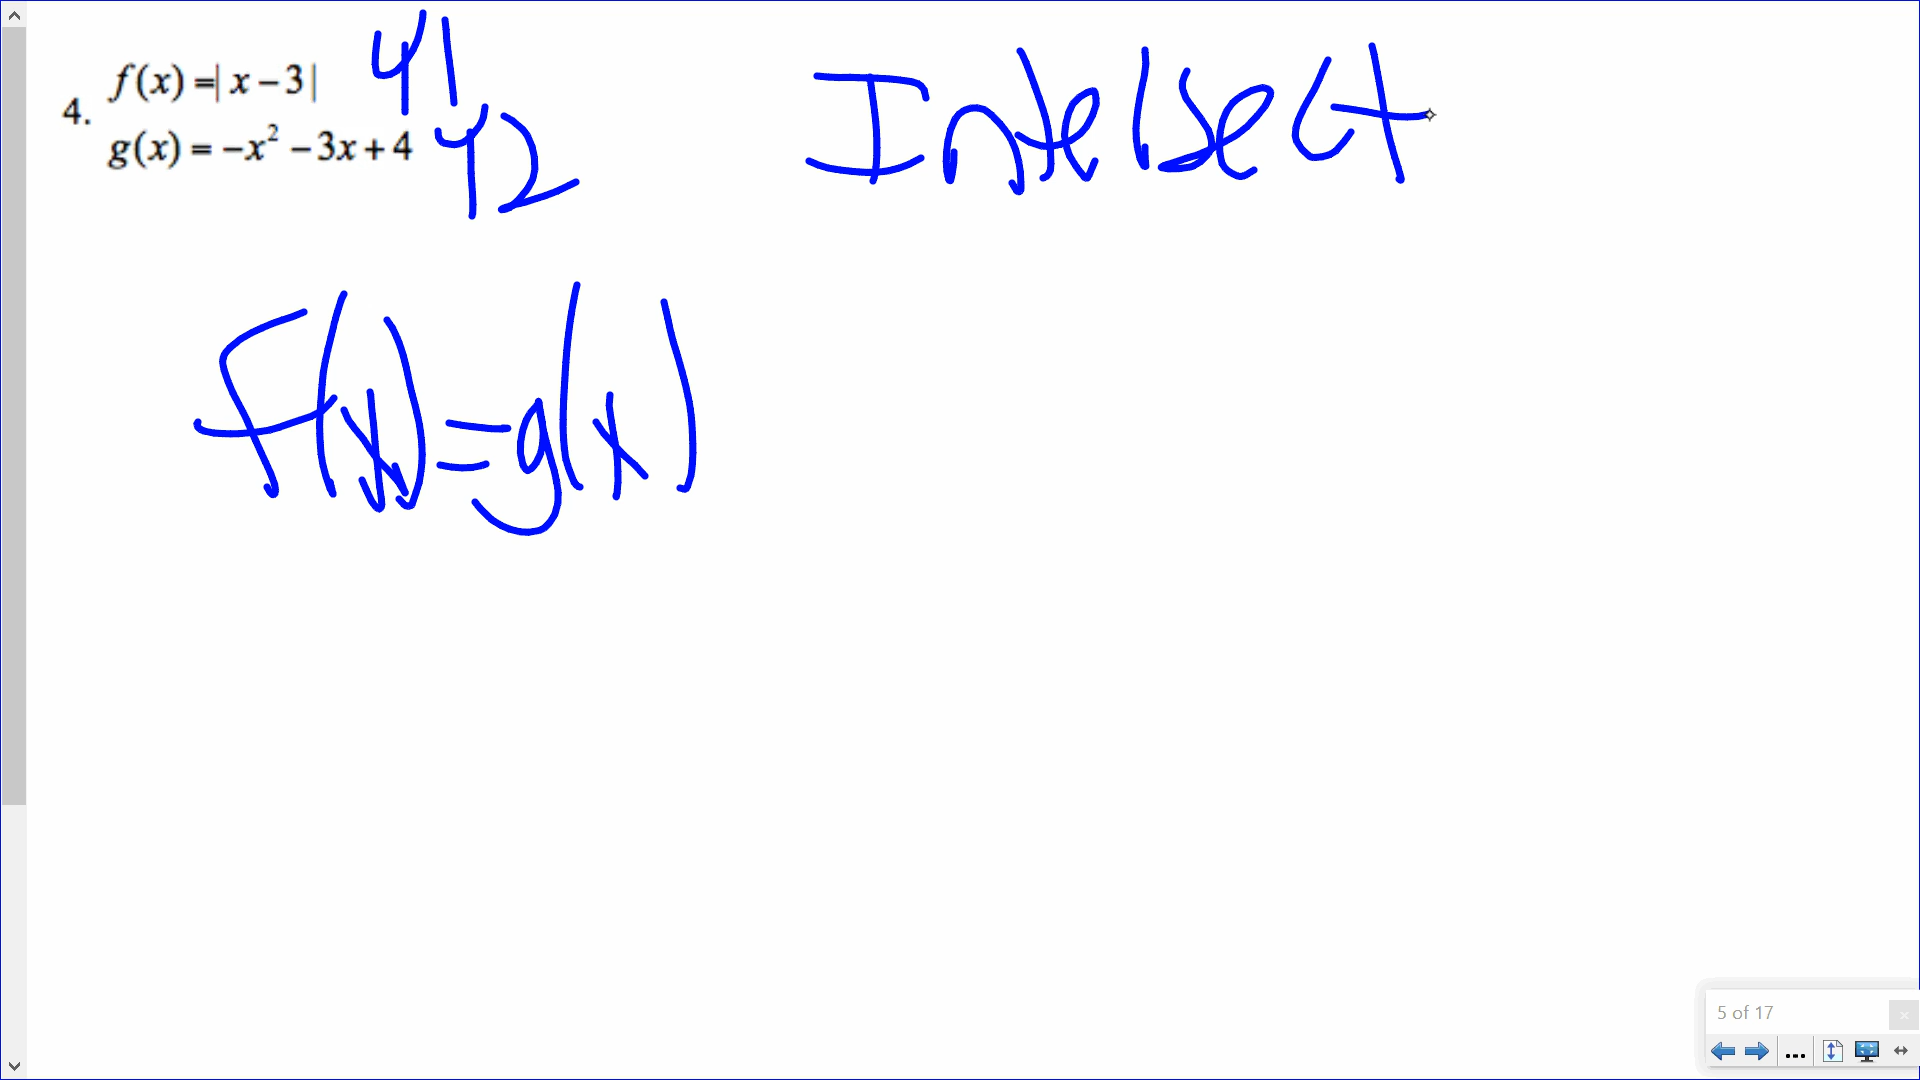 4. f(x) = | x − 3 | y1
g(x) = −x² − 3x + 4 y2
Intersect
f(x) = g(x)
5 of 17